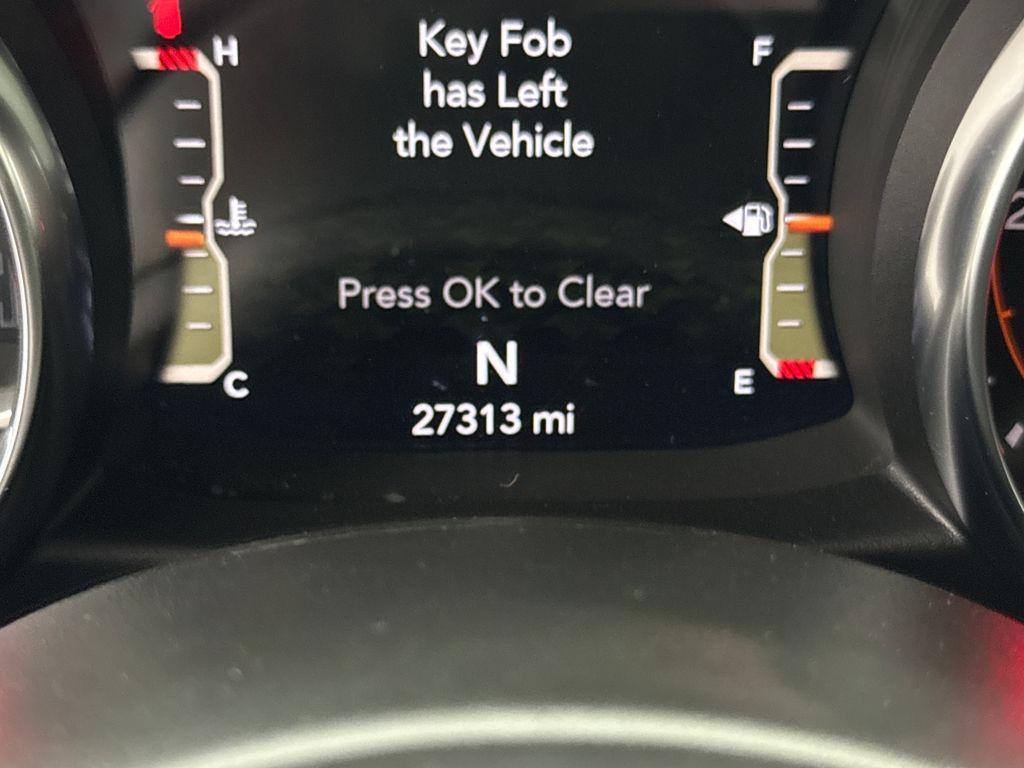 H
Key Fob
F
has Left
the Vehicle
Press OK to Clear
N
C
E
27313 mi